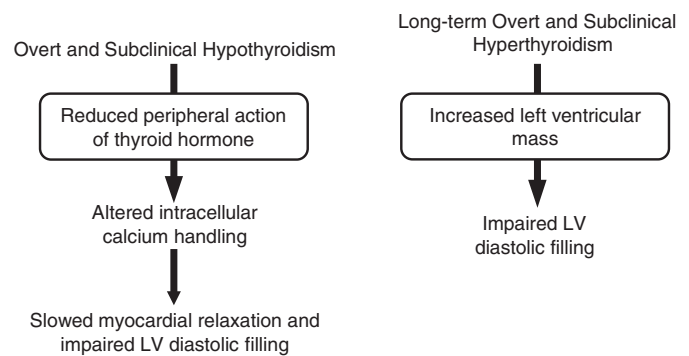 Overt and Subclinical Hypothyroidism
Reduced peripheral action
of thyroid hormone
Altered intracellular
calcium handling
Slowed myocardial relaxation and
impaired LV diastolic filling
Long-term Overt and Subclinical
Hyperthyroidism
Increased left ventricular
mass
Impaired LV
diastolic filling